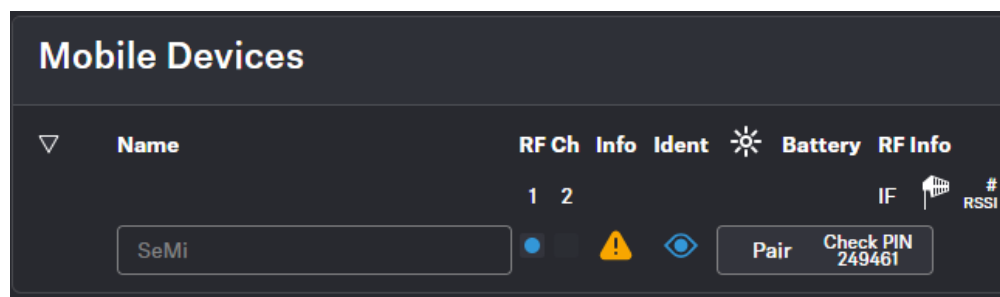 Mobile Devices
Name RF Ch Info Ident Battery RF Info
1 2 IF # RSSI
SeMi Pair Check PIN 249461